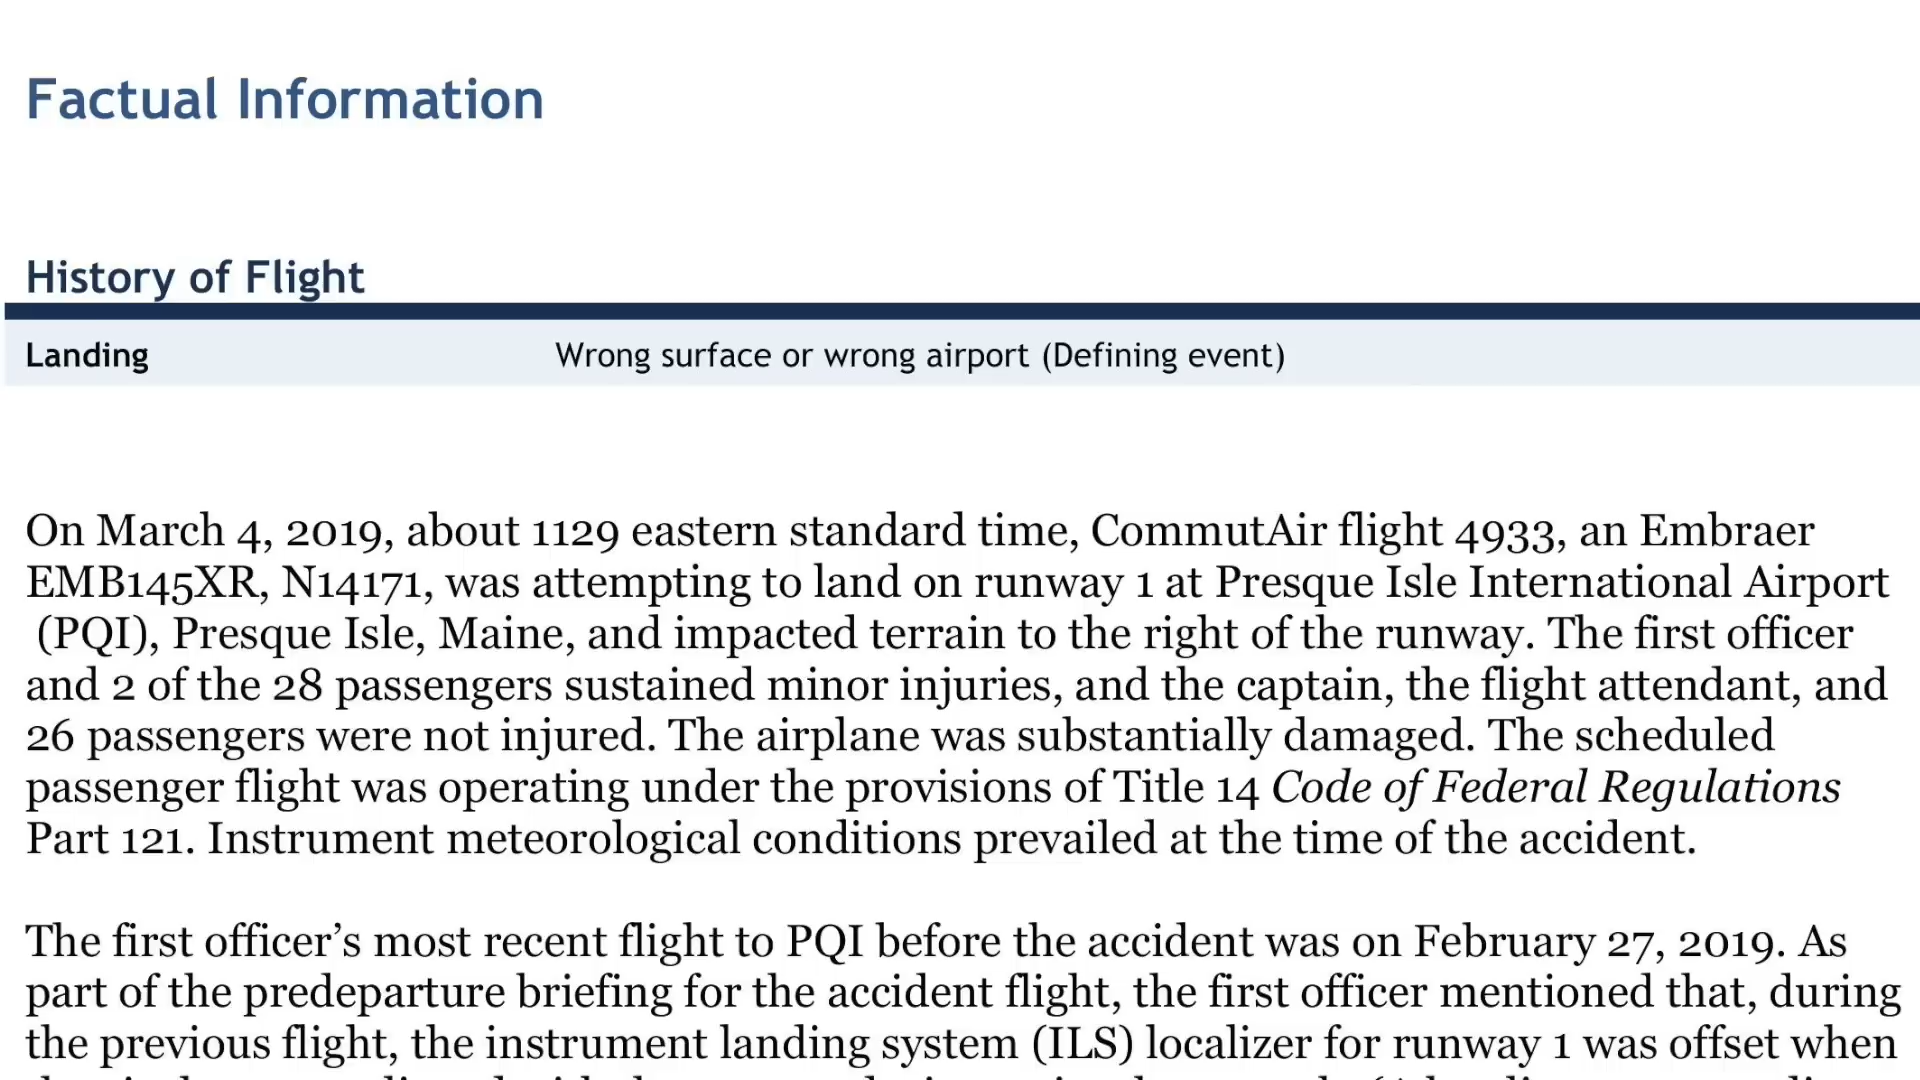 Factual Information
History of Flight
Landing Wrong surface or wrong airport (Defining event)
On March 4, 2019, about 1129 eastern standard time, CommutAir flight 4933, an Embraer
EMB145XR, N14171, was attempting to land on runway 1 at Presque Isle International Airport
(PQI), Presque Isle, Maine, and impacted terrain to the right of the runway. The first officer
and 2 of the 28 passengers sustained minor injuries, and the captain, the flight attendant, and
26 passengers were not injured. The airplane was substantially damaged. The scheduled
passenger flight was operating under the provisions of Title 14 Code of Federal Regulations
Part 121. Instrument meteorological conditions prevailed at the time of the accident.
The first officer’s most recent flight to PQI before the accident was on February 27, 2019. As
part of the predeparture briefing for the accident flight, the first officer mentioned that, during
the previous flight, the instrument landing system (ILS) localizer for runway 1 was offset when